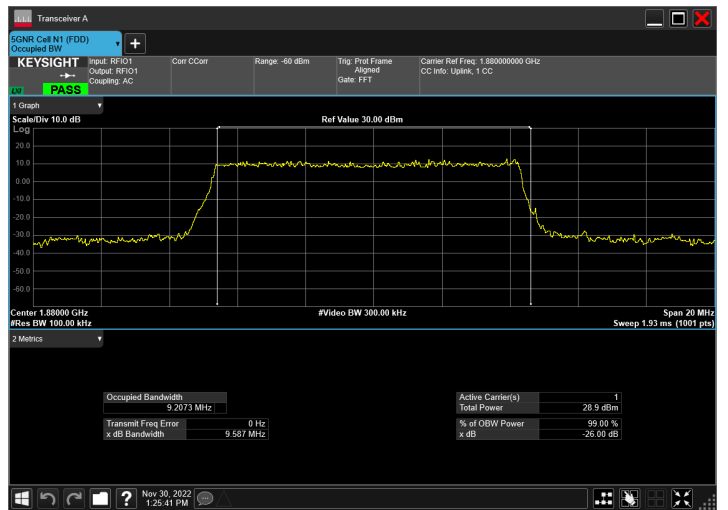 Transceiver A
5GNR Cell N1 (FDD)
Occupied BW
KEYSIGHT
LXI
PASS
Input: RFIO1
Output: RFIO1
Coupling: AC
Corr CCorr
Range: -60 dBm
Trig: Prot Frame
Aligned
Gate: FFT
Carrier Ref Freq: 1.880000000 GHz
CC Info: Uplink, 1 CC
1 Graph
Scale/Div 10.0 dB
Ref Value 30.00 dBm
Log
20.0
10.0
0.00
-10.0
-20.0
-30.0
-40.0
-50.0
-60.0
Center 1.88000 GHz
#Video BW 300.00 kHz
Span 20 MHz
#Res BW 100.00 kHz
Sweep 1.93 ms (1001 pts)
2 Metrics
Occupied Bandwidth
9.2073 MHz
Transmit Freq Error 0 Hz
x dB Bandwidth 9.587 MHz
Active Carrier(s) 1
Total Power 28.9 dBm
% of OBW Power 99.00 %
x dB -26.00 dB
Nov 30, 2022
1:25:41 PM